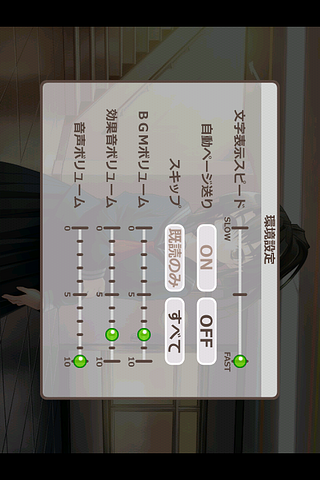 環境設定
文字表示スピード
SLOW FAST
自動ページ送り ON OFF
スキップ 既読のみ すべて
BGMボリューム
0 5 10
効果音ボリューム
0 5 10
音声ボリューム
0 5 10